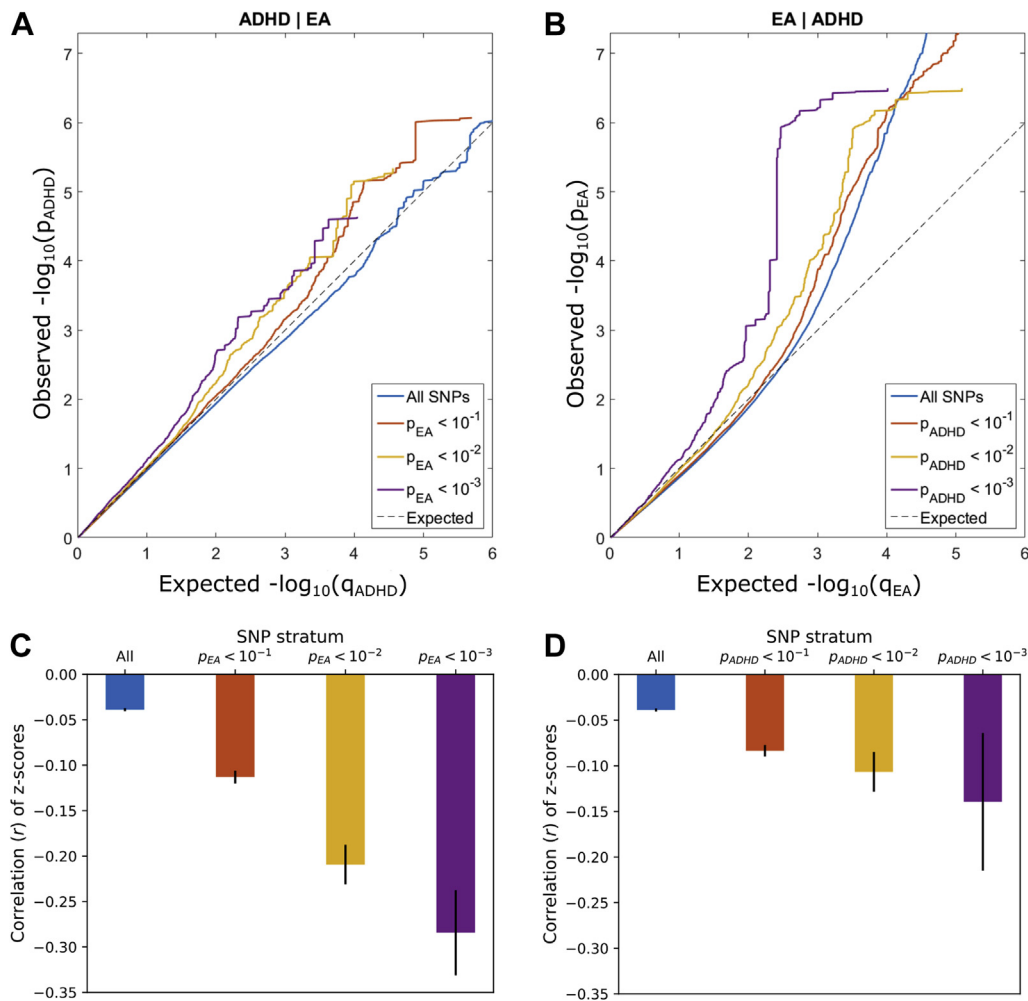 A
ADHD | EA
Observed -log10(pADHD)
7
6
5
4
3
2
1
0
All SNPs
pEA < 10-1
pEA < 10-2
pEA < 10-3
Expected
0 1 2 3 4 5 6
Expected -log10(qADHD)
B
EA | ADHD
Observed -log10(pEA)
7
6
5
4
3
2
1
0
All SNPs
pADHD < 10-1
pADHD < 10-2
pADHD < 10-3
Expected
0 1 2 3 4 5 6
Expected -log10(qEA)
C
SNP stratum
All pEA < 10-1 pEA < 10-2 pEA < 10-3
Correlation (r) of z-scores
0.00
−0.05
−0.10
−0.15
−0.20
−0.25
−0.30
−0.35
D
SNP stratum
All pADHD < 10-1 pADHD < 10-2 pADHD < 10-3
Correlation (r) of z-scores
0.00
−0.05
−0.10
−0.15
−0.20
−0.25
−0.30
−0.35